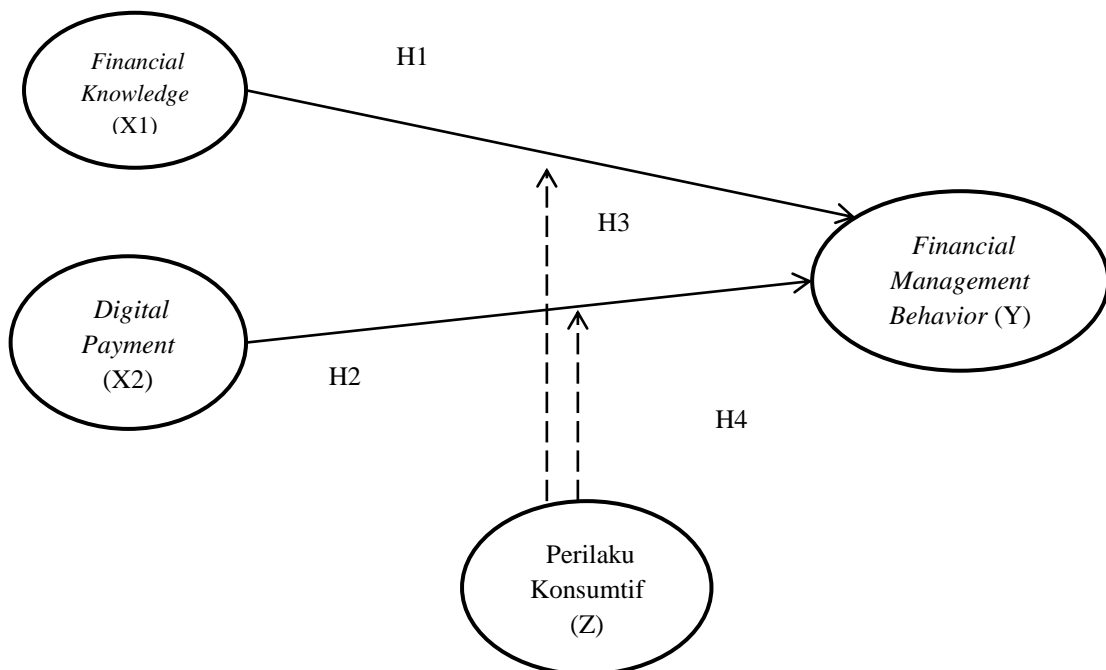 H1
Financial
Knowledge
(X1)
H3
Financial
Management
Behavior (Y)
Digital
Payment
(X2)
H2
H4
Perilaku
Konsumtif
(Z)